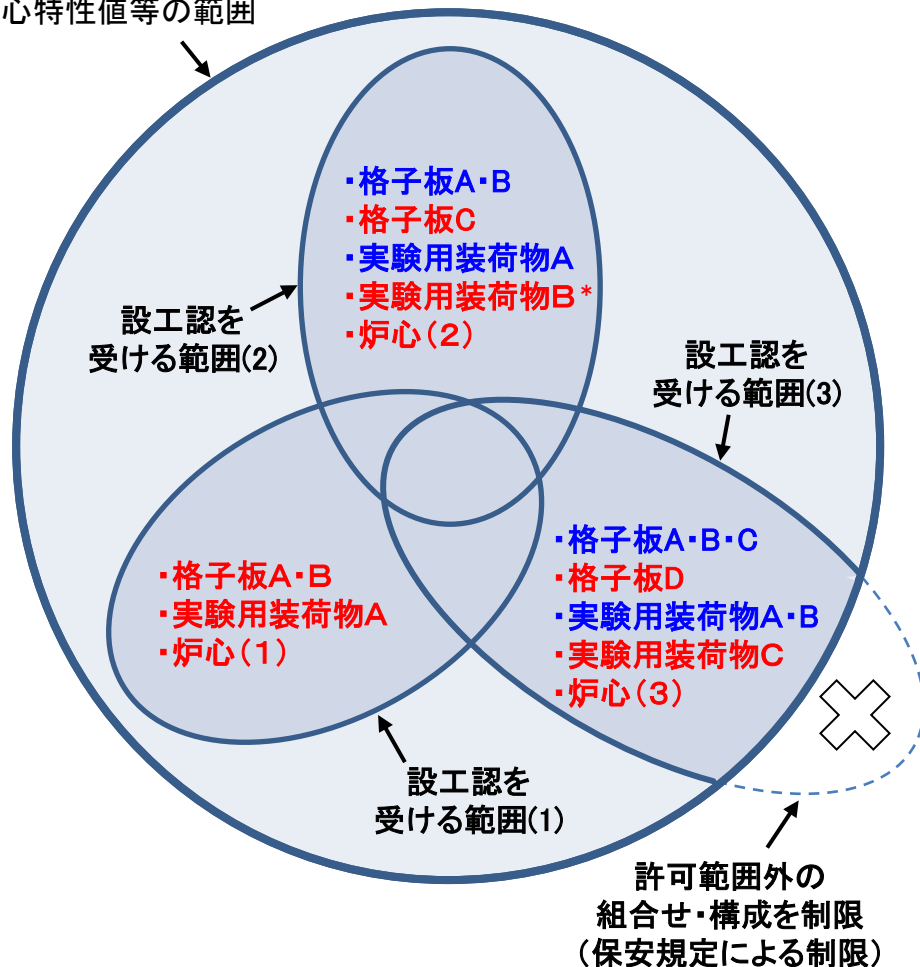 心特性値等の範囲
・格子板A・B
・格子板C
・実験用装荷物A
・実験用装荷物B*
・炉心(2)
設工認を
受ける範囲(2)
設工認を
受ける範囲(3)
・格子板A・B・C
・格子板D
・実験用装荷物A・B
・実験用装荷物C
・炉心(3)
・格子板A・B
・実験用装荷物A
・炉心(1)
設工認を
受ける範囲(1)
許可範囲外の
組合せ・構成を制限
(保安規定による制限)